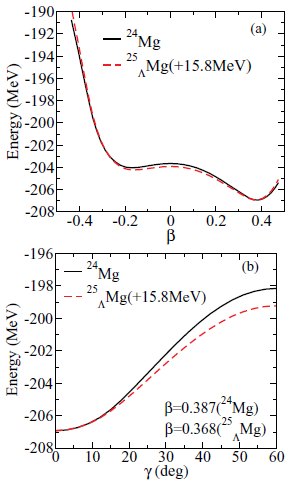 -190
(a)
-192
²⁴Mg
-194
²⁵ΛMg(+15.8MeV)
-196
-198
-200
-202
-204
-206
-208
Energy (MeV)
-0.4 -0.2 0 0.2 0.4
β
-196
(b)
²⁴Mg
-198
²⁵ΛMg(+15.8MeV)
-200
-202
-204
-206
-208
Energy (MeV)
β=0.387(²⁴Mg)
β=0.368(²⁵ΛMg)
0 10 20 30 40 50 60
γ (deg)